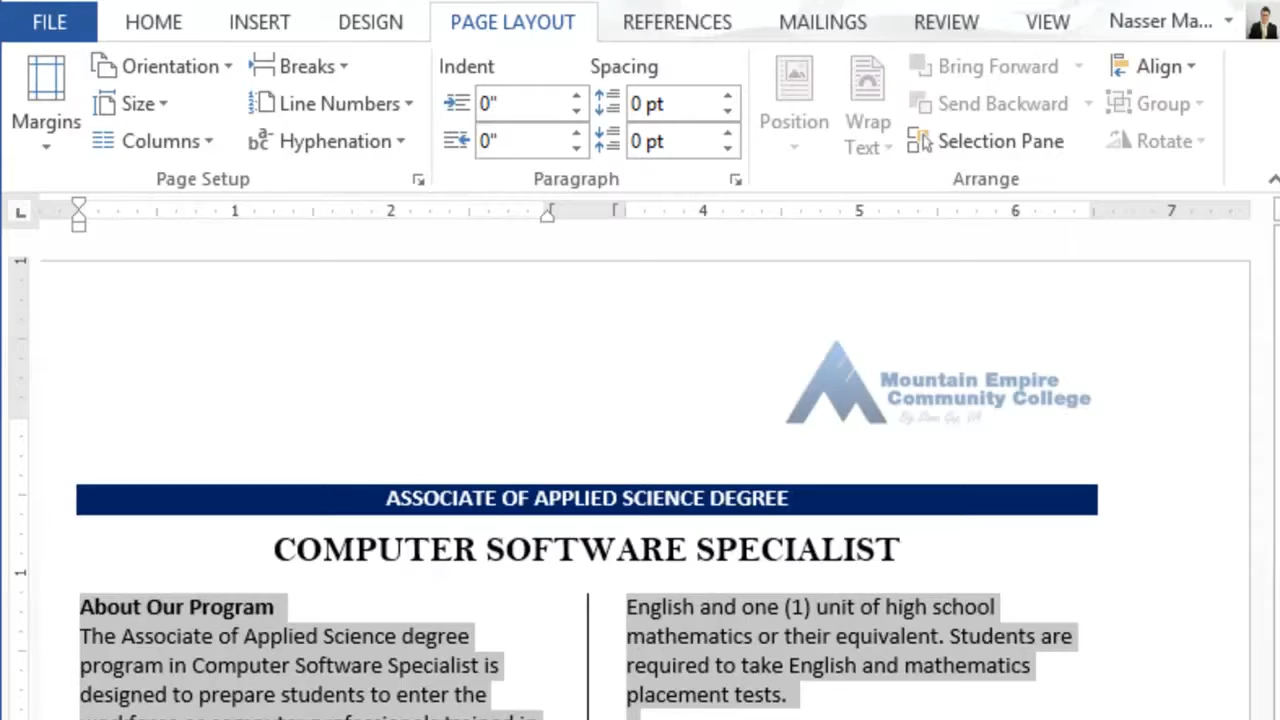 FILE HOME INSERT DESIGN PAGE LAYOUT REFERENCES MAILINGS REVIEW VIEW Nasser Ma...
Margins
Orientation
Size
Columns
Breaks
Line Numbers
Hyphenation
Page Setup
Indent
0"
0"
Spacing
0 pt
0 pt
Paragraph
Position
Wrap
Text
Bring Forward
Send Backward
Selection Pane
Align
Group
Rotate
Arrange
L 1 2 4 5 6 7
1
1
Mountain Empire
Community College
ASSOCIATE OF APPLIED SCIENCE DEGREE
COMPUTER SOFTWARE SPECIALIST
About Our Program
The Associate of Applied Science degree
program in Computer Software Specialist is
designed to prepare students to enter the
English and one (1) unit of high school
mathematics or their equivalent. Students are
required to take English and mathematics
placement tests.